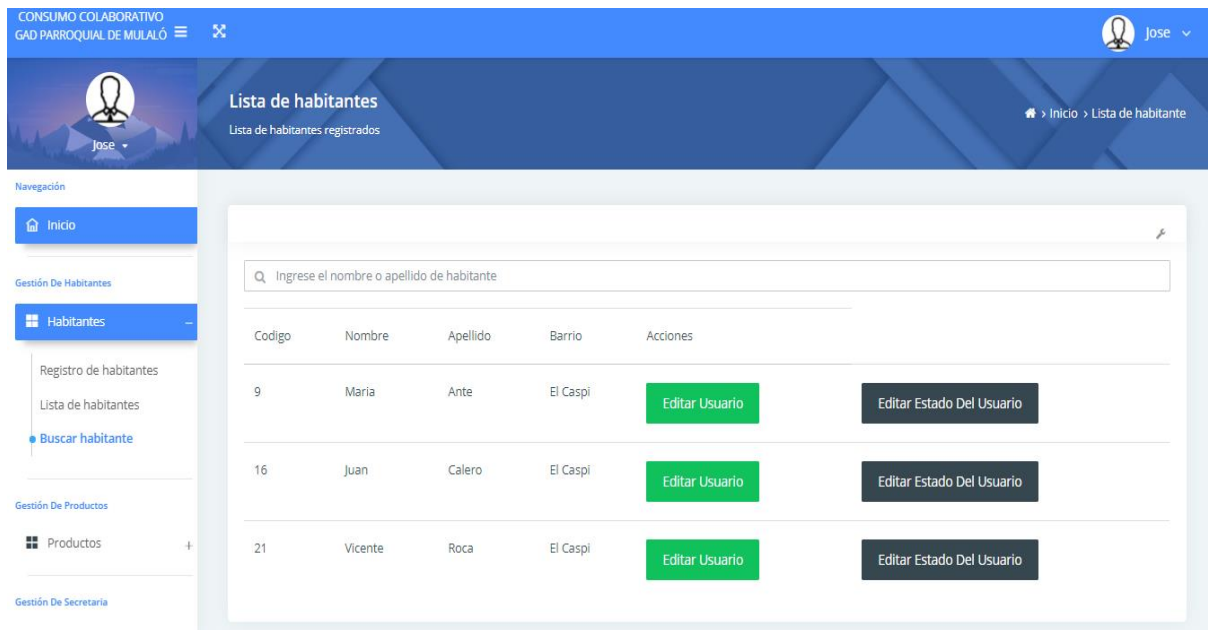 CONSUMO COLABORATIVO
GAD PARROQUIAL DE MULALÓ
Jose
Jose
Lista de habitantes
Lista de habitantes registrados
Inicio > Lista de habitante
Navegación
Inicio
Gestión De Habitantes
Habitantes
Registro de habitantes
Lista de habitantes
Buscar habitante
Gestión De Productos
Productos
Gestión De Secretaria
Ingrese el nombre o apellido de habitante
Codigo Nombre Apellido Barrio Acciones
9 Maria Ante El Caspi Editar Usuario Editar Estado Del Usuario
16 Juan Calero El Caspi Editar Usuario Editar Estado Del Usuario
21 Vicente Roca El Caspi Editar Usuario Editar Estado Del Usuario